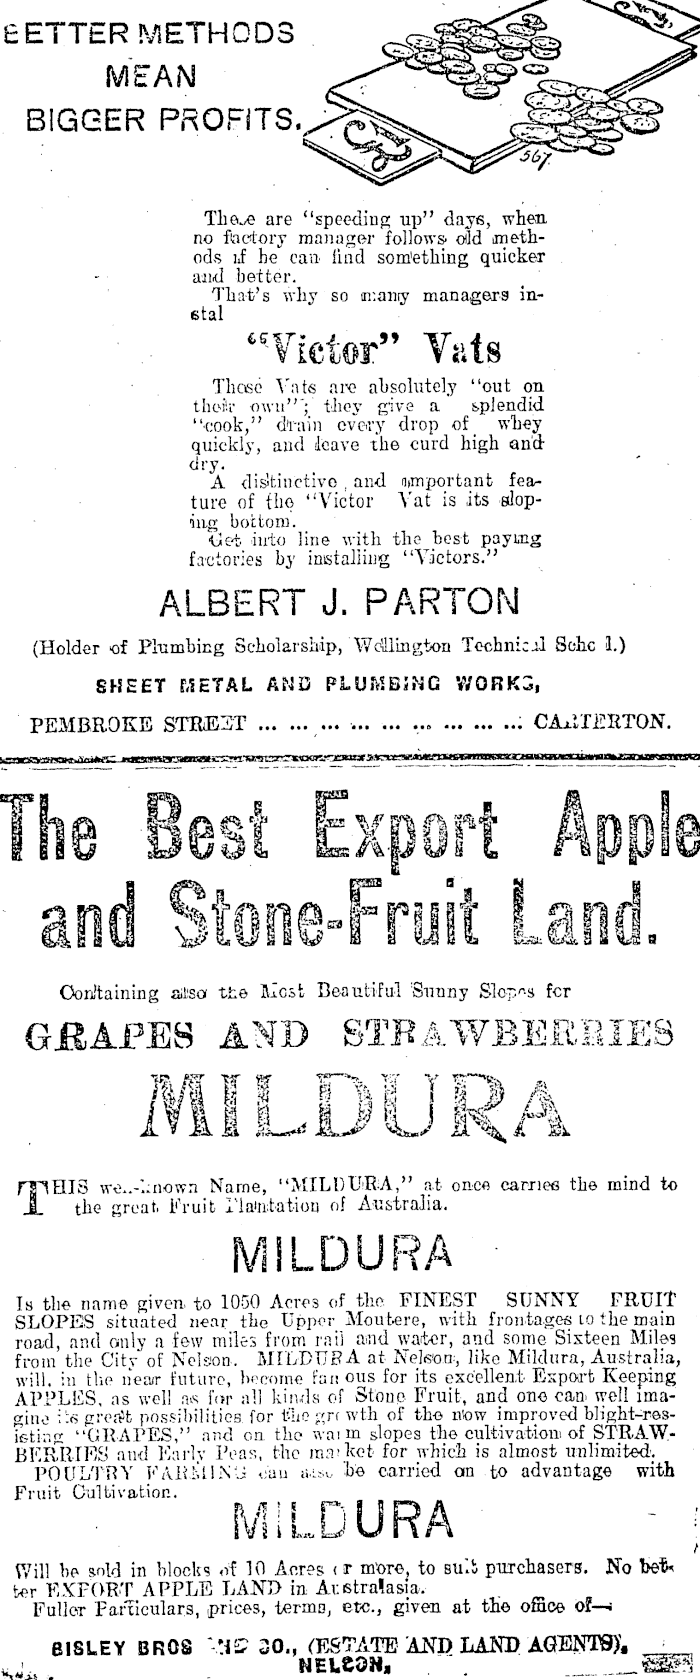 BETTER METHODS
MEAN
BIGGER PROFITS.
567
These are "speeding up" days, when
no factory manager follows old meth-
ods if he can find something quicker
and better.
That's why so many managers in-
stal
"Victor" Vats
These Vats are absolutely "out on
their own"; they give a splendid
"cook," drain every drop of whey
quickly, and leave the curd high and
dry.
A distinctive and important fea-
ture of the "Victor Vat is its slop-
ing bottom.
Get into line with the best paying
factories by installing "Victors."
ALBERT J. PARTON
(Holder of Plumbing Scholarship, Wellington Technical School.)
SHEET METAL AND PLUMBING WORKS,
PEMBROKE STREET ... ... ... ... ... ... ... ... ... CARTERTON.
The Best Export Apple
and Stone-Fruit Land.
Containing also the Most Beautiful Sunny Slopes for
GRAPES AND STRAWBERRIES
MILDURA
THIS well-known Name, "MILDURA," at once carries the mind to
the great Fruit Plantation of Australia.
MILDURA
Is the name given to 1050 Acres of the FINEST SUNNY FRUIT
SLOPES situated near the Upper Moutere, with frontages to the main
road, and only a few miles from rail and water, and some Sixteen Miles
from the City of Nelson. MILDURA at Nelson, like Mildura, Australia,
will, in the near future, become famous for its excellent Export Keeping
APPLES, as well as for all kinds of Stone Fruit, and one can well ima-
gine its great possibilities for the growth of the now improved blight-res-
isting "GRAPES," and on the warm slopes the cultivation of STRAW-
BERRIES and Early Peas, the market for which is almost unlimited.
POULTRY FARMING can also be carried on to advantage with
Fruit Cultivation.
MILDURA
Will be sold in blocks of 10 Acres or more, to suit purchasers. No bet-
ter EXPORT APPLE LAND in Australasia.
Fuller Particulars, prices, terms, etc., given at the office of—
BISLEY BROS AND CO., (ESTATE AND LAND AGENTS),
NELSON,